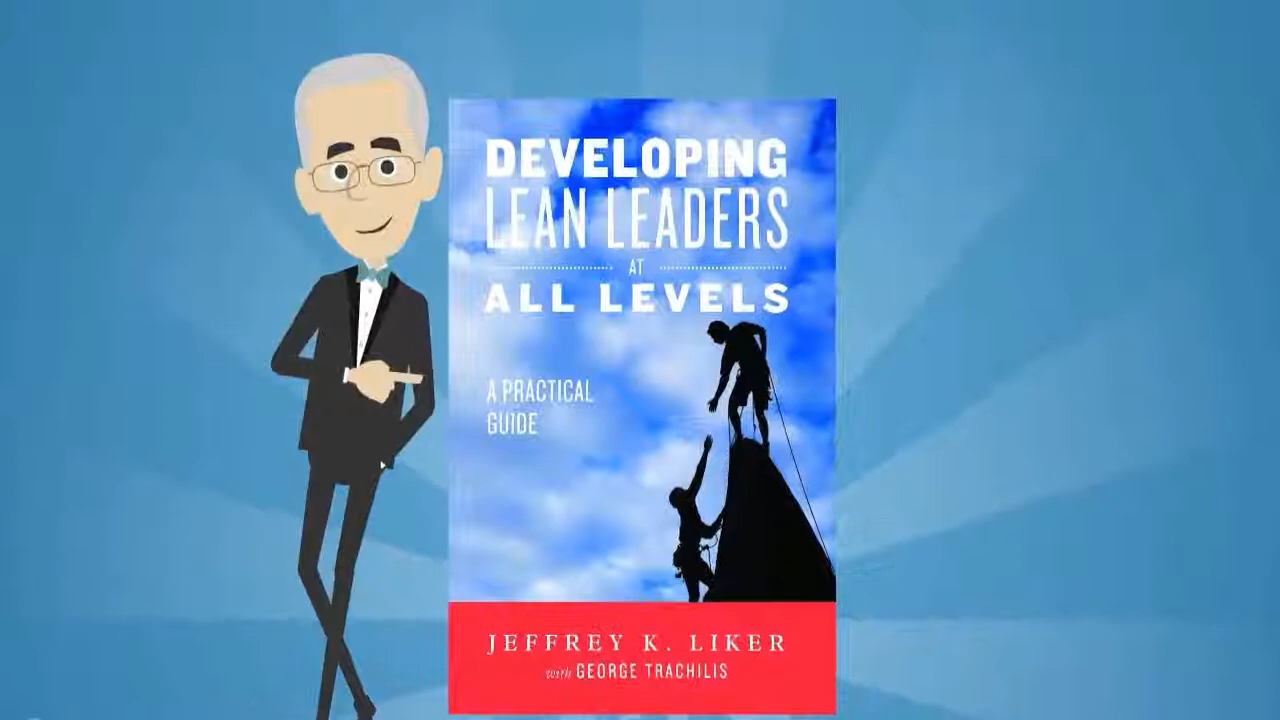 DEVELOPING
LEAN LEADERS
AT
ALL LEVELS
A PRACTICAL
GUIDE
JEFFREY K. LIKER
with GEORGE TRACHILIS